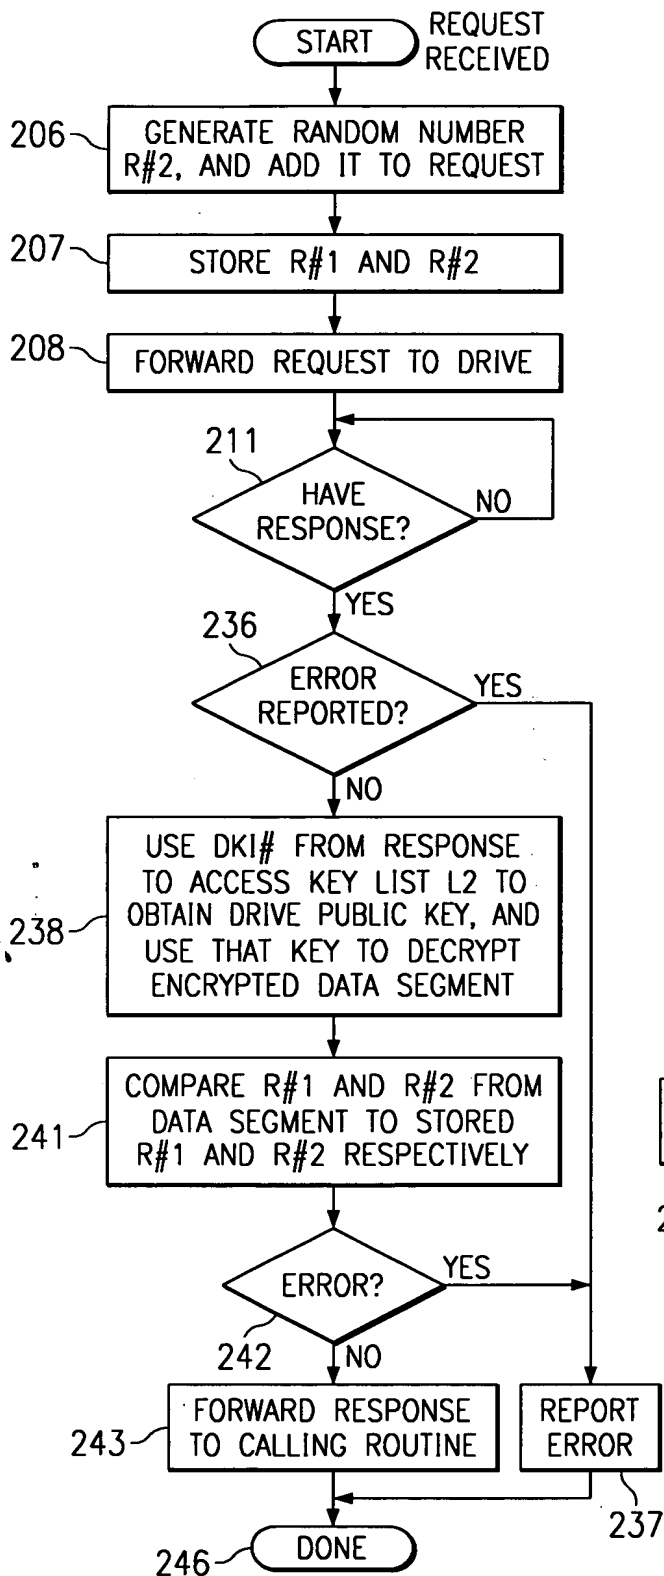 START
REQUEST
RECEIVED
206
GENERATE RANDOM NUMBER
R#2, AND ADD IT TO REQUEST
207
STORE R#1 AND R#2
208
FORWARD REQUEST TO DRIVE
211
HAVE
RESPONSE?
NO
YES
236
ERROR
REPORTED?
YES
NO
238
USE DKI# FROM RESPONSE
TO ACCESS KEY LIST L2 TO
OBTAIN DRIVE PUBLIC KEY, AND
USE THAT KEY TO DECRYPT
ENCRYPTED DATA SEGMENT
241
COMPARE R#1 AND R#2 FROM
DATA SEGMENT TO STORED
R#1 AND R#2 RESPECTIVELY
2
ERROR?
YES
242
NO
243
FORWARD RESPONSE
TO CALLING ROUTINE
REPORT
ERROR
237
246
DONE